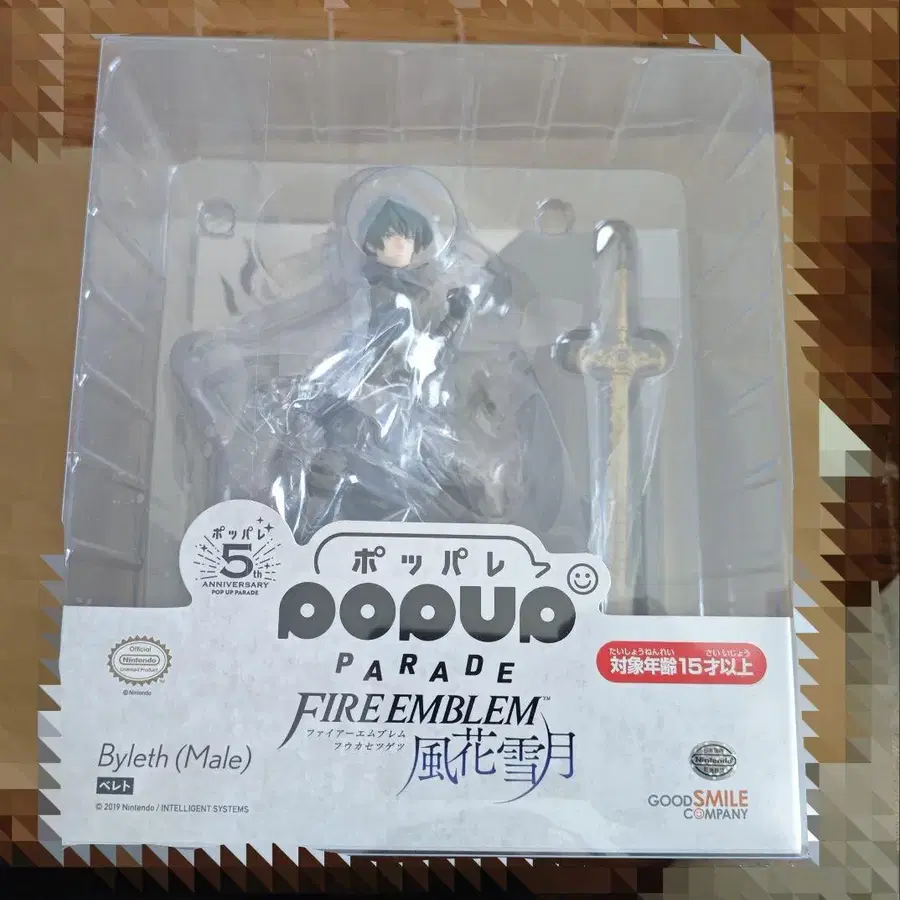 ポッパレ
5th
ANNIVERSARY
POP UP PARADE
ポッパレ
POPUP
PARADE
FIRE EMBLEM™
ファイアーエムブレム
フウカセツゲツ
風花雪月
たいしょうねんれい さいいじょう
対象年齢15才以上
Official
Nintendo
Licensed Product
©Nintendo
Byleth (Male)
ベレト
© 2019 Nintendo / INTELLIGENT SYSTEMS
Nintendo
GOOD SMILE
COMPANY